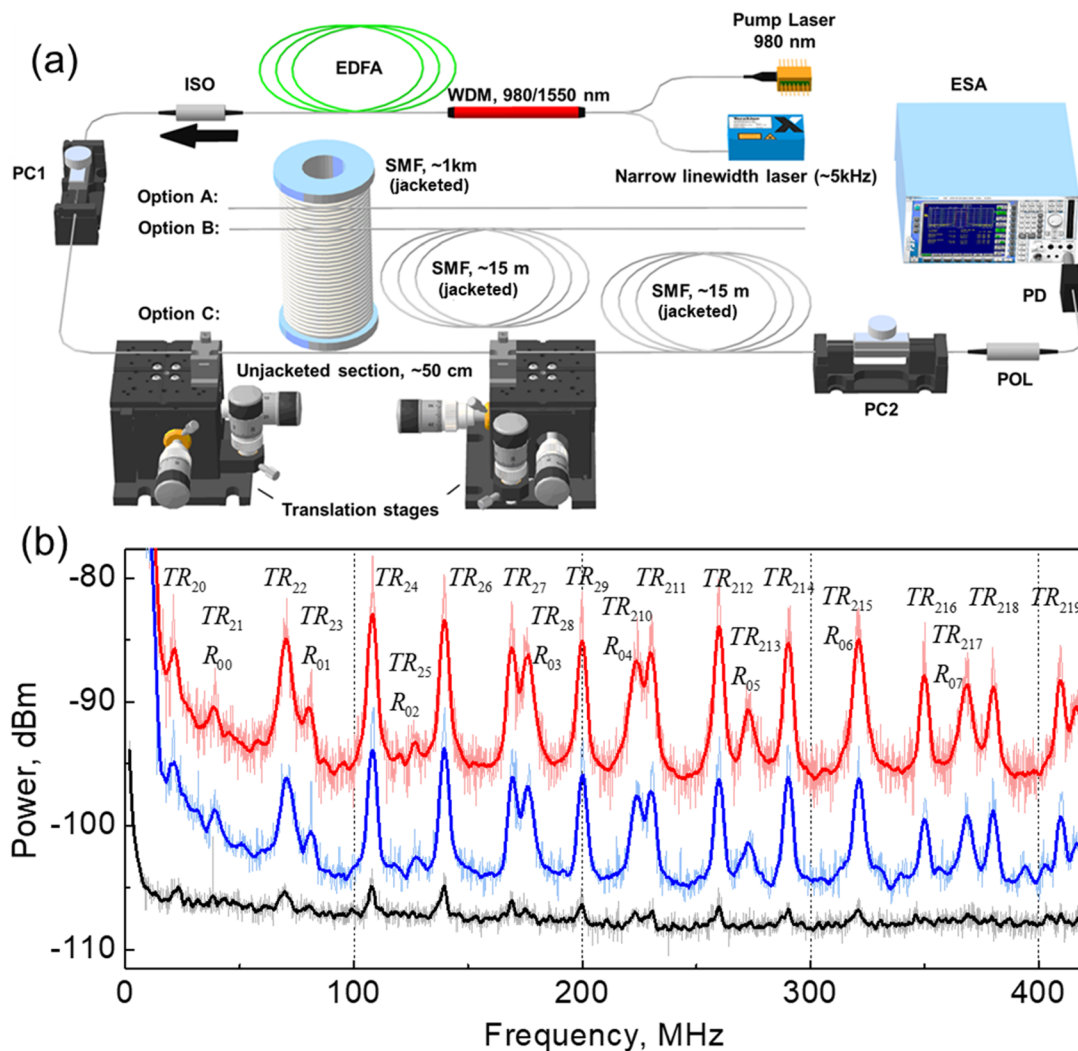 (a)
ISO
EDFA
Pump Laser
980 nm
WDM, 980/1550 nm
ESA
PC1
SMF, ~1km
(jacketed)
Narrow linewidth laser (~5kHz)
Option A:
Option B:
SMF, ~15 m
(jacketed)
SMF, ~15 m
(jacketed)
PD
Option C:
Unjacketed section, ~50 cm
POL
PC2
Translation stages
(b)
TR20 TR22 TR24 TR26 TR27 TR29 TR211 TR212 TR214 TR215 TR216 TR218 TR219
TR21 TR23 TR25 TR28 TR210 TR213 TR217
R00 R01 R02 R03 R04 R05 R06 R07
-80
-90
-100
-110
Power, dBm
0 100 200 300 400
Frequency, MHz